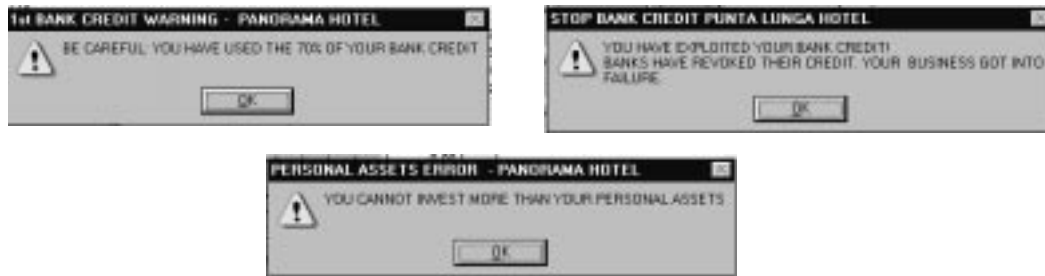 1st BANK CREDIT WARNING - PANORAMA HOTEL
BE CAREFUL: YOU HAVE USED THE 70% OF YOUR BANK CREDIT
OK
STOP BANK CREDIT PUNTA LUNGA HOTEL
YOU HAVE EXPLOITED YOUR BANK CREDIT!
BANKS HAVE REVOKED THEIR CREDIT. YOUR BUSINESS GOT INTO
FAILURE.
OK
PERSONAL ASSETS ERROR - PANORAMA HOTEL
YOU CANNOT INVEST MORE THAN YOUR PERSONAL ASSETS
OK